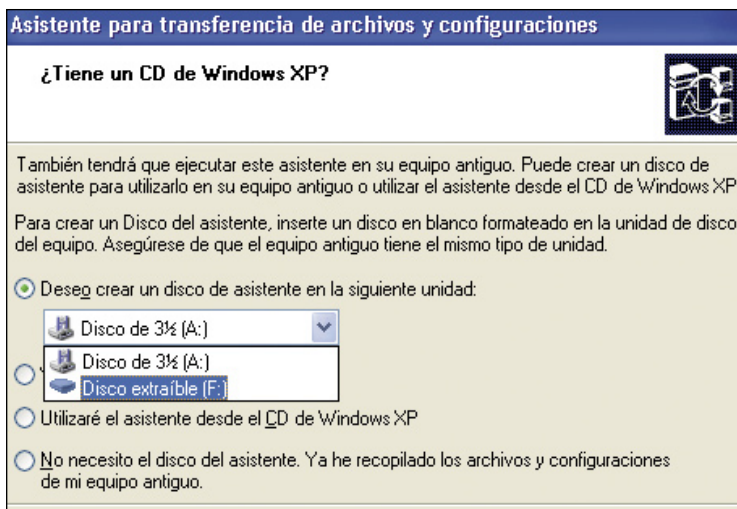 Asistente para transferencia de archivos y configuraciones
¿Tiene un CD de Windows XP?
También tendrá que ejecutar este asistente en su equipo antiguo. Puede crear un disco de
asistente para utilizarlo en su equipo antiguo o utilizar el asistente desde el CD de Windows XP
Para crear un Disco del asistente, inserte un disco en blanco formateado en la unidad de disco
del equipo. Asegúrese de que el equipo antiguo tiene el mismo tipo de unidad.
Deseo crear un disco de asistente en la siguiente unidad:
Disco de 3½ (A:)
Disco de 3½ (A:)
Disco extraíble (F:)
Utilizaré el asistente desde el CD de Windows XP
No necesito el disco del asistente. Ya he recopilado los archivos y configuraciones
de mi equipo antiguo.